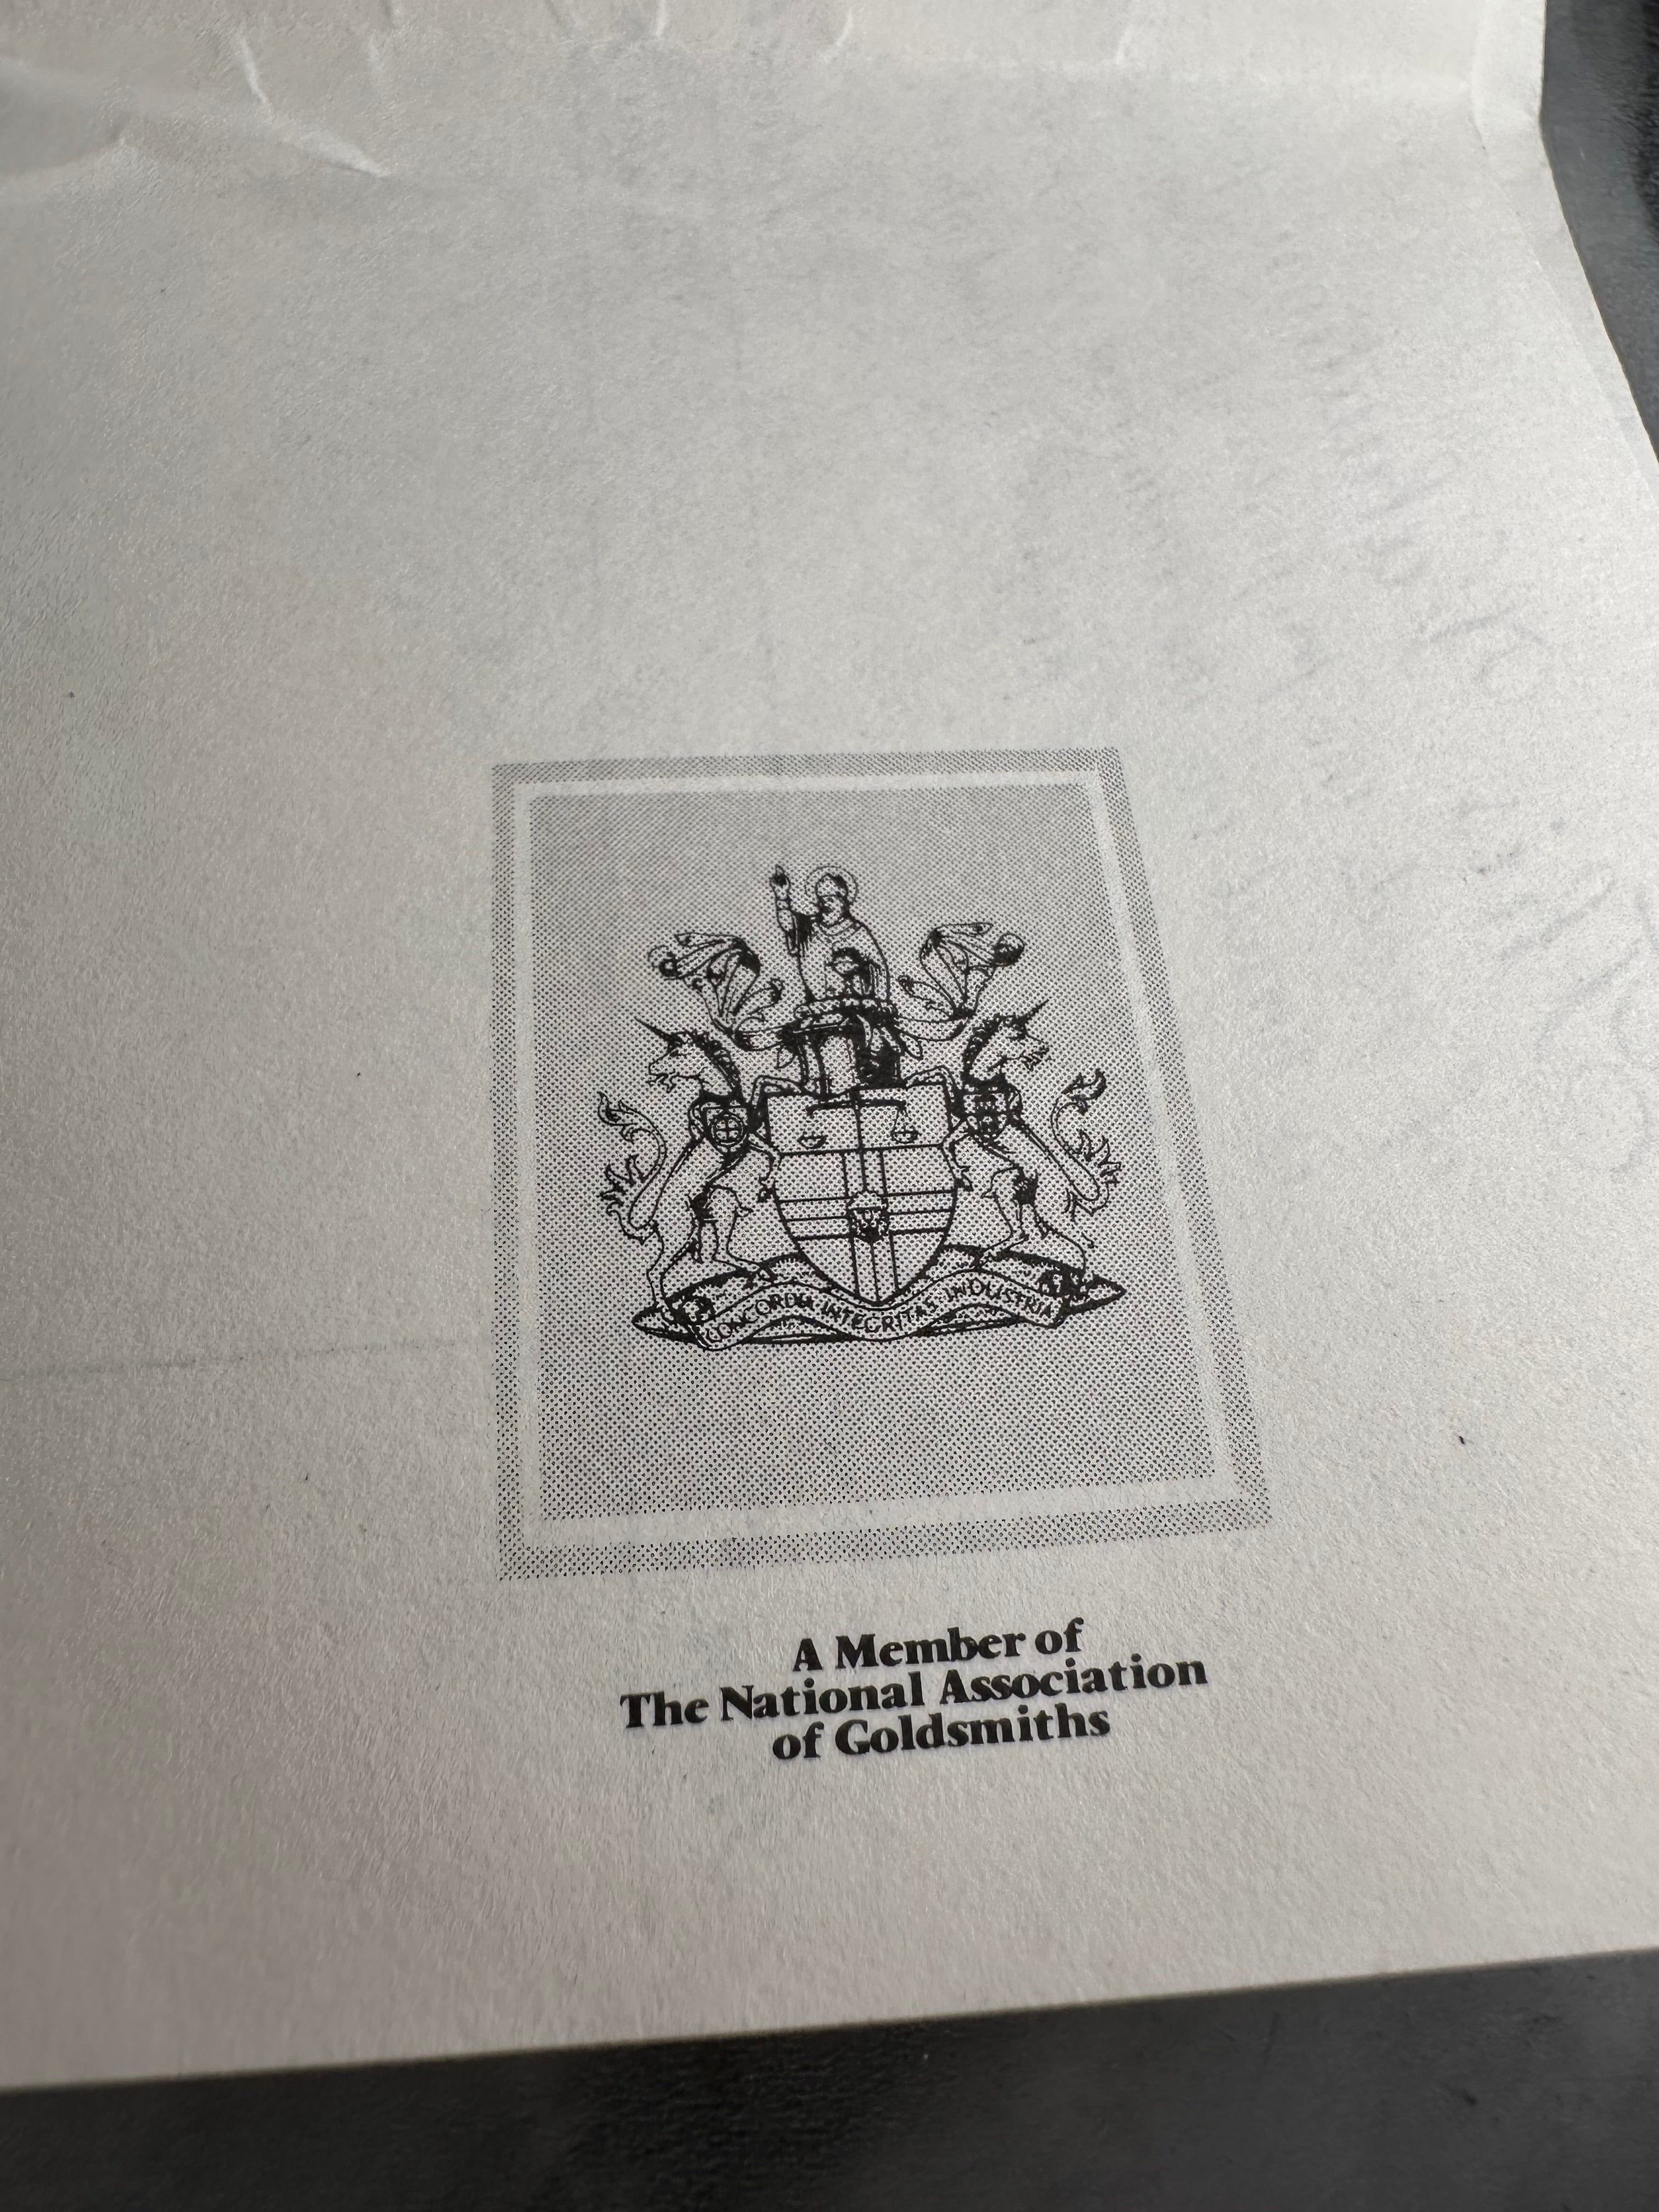 CONCORDIA INTEGRITAS INDUSTRIA
A Member of
The National Association
of Goldsmiths